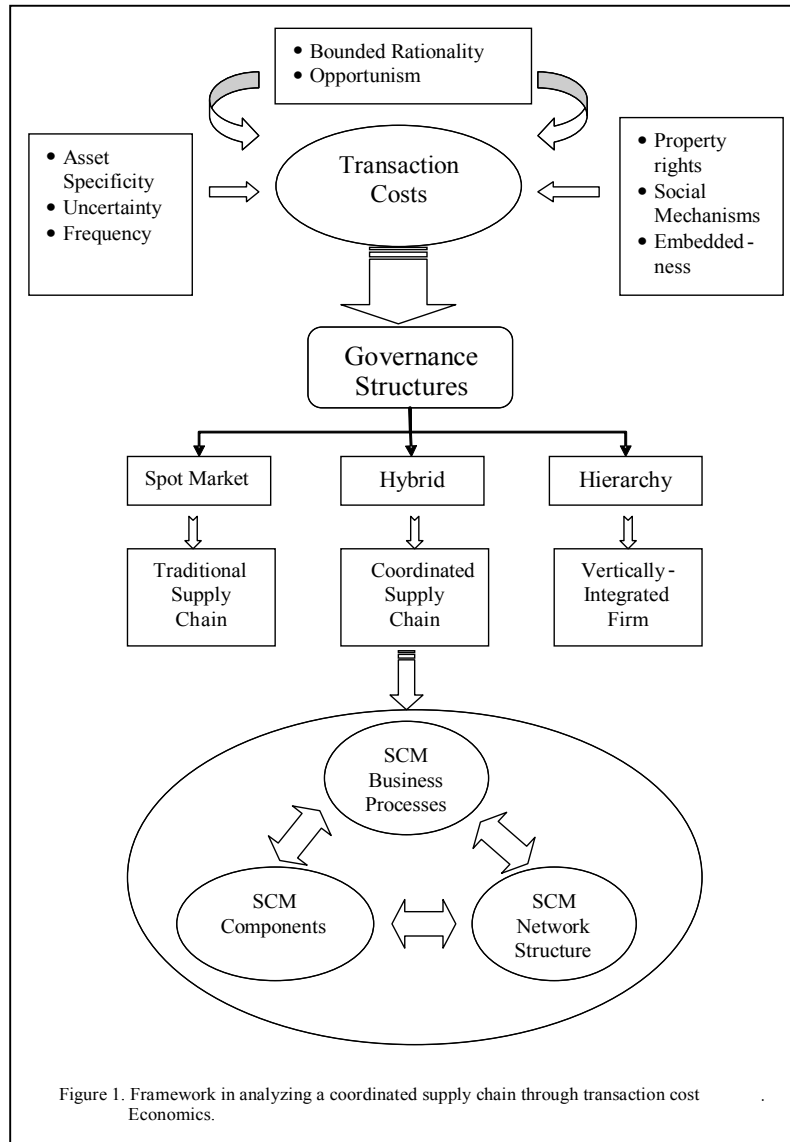 • Bounded Rationality
• Opportunism
• Asset
Specificity
• Uncertainty
• Frequency
Transaction
Costs
• Property
rights
• Social
Mechanisms
• Embedded-
ness
Governance
Structures
Spot Market
Hybrid
Hierarchy
Traditional
Supply
Chain
Coordinated
Supply
Chain
Vertically-
Integrated
Firm
SCM
Business
Processes
SCM
Components
SCM
Network
Structure
Figure 1. Framework in analyzing a coordinated supply chain through transaction cost .
Economics.